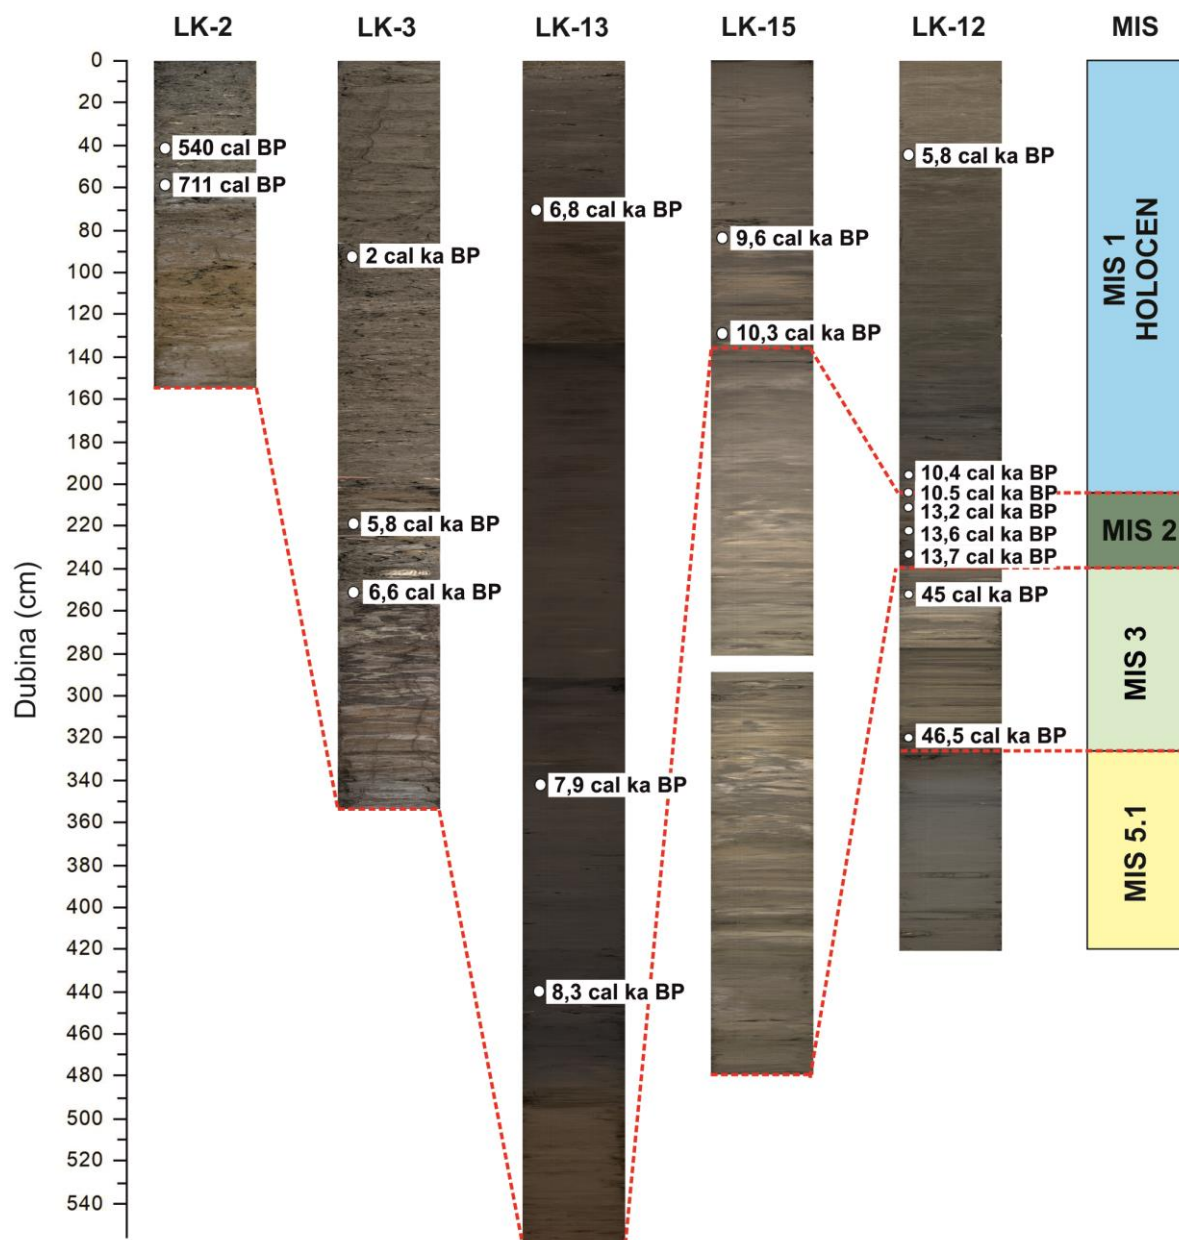 LK-2 LK-3 LK-13 LK-15 LK-12 MIS
0
20
40
60
80
100
120
140
160
180
200
220
240
260
280
300
320
340
360
380
400
420
440
460
480
500
520
540
Dubina (cm)
540 cal BP
711 cal BP
2 cal ka BP
5,8 cal ka BP
6,6 cal ka BP
6,8 cal ka BP
7,9 cal ka BP
8,3 cal ka BP
9,6 cal ka BP
10,3 cal ka BP
5,8 cal ka BP
10,4 cal ka BP
10.5 cal ka BP
13,2 cal ka BP
13,6 cal ka BP
13,7 cal ka BP
45 cal ka BP
46,5 cal ka BP
MIS 1
HOLOCEN
MIS 2
MIS 3
MIS 5.1